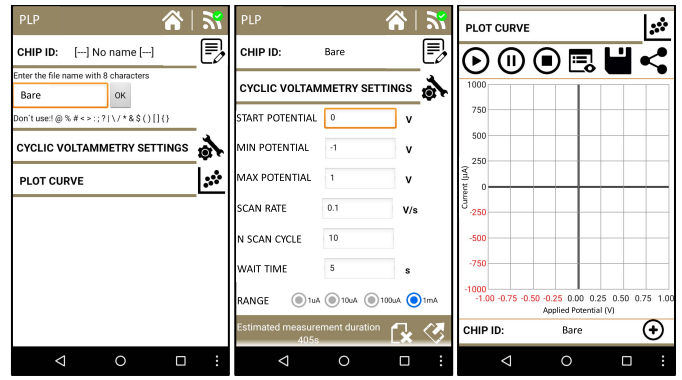 PLP
CHIP ID: [---] No name [---]
Enter the file name with 8 characters
Bare OK
Don´t use:! @ % # < > : ; ? | \ / * & $ ( ) [ ] { }
CYCLIC VOLTAMMETRY SETTINGS
PLOT CURVE
PLP
CHIP ID: Bare
CYCLIC VOLTAMMETRY SETTINGS
START POTENTIAL 0 V
MIN POTENTIAL -1 V
MAX POTENTIAL 1 V
SCAN RATE 0.1 V/s
N SCAN CYCLE 10
WAIT TIME 5 s
RANGE 1uA 10uA 100uA 1mA
Estimated measurement duration
405s
PLOT CURVE
1000
750
500
250
0
-250
-500
-750
-1000
Current (µA)
-1.00 -0.75 -0.50 -0.25 0.00 0.25 0.50 0.75 1.00
Applied Potential (V)
CHIP ID: Bare